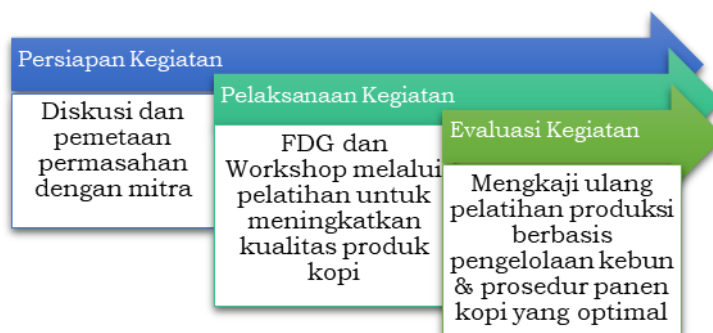 Persiapan Kegiatan
Diskusi dan
pemetaan
permasahan
dengan mitra
Pelaksanaan Kegiatan
FDG dan
Workshop melalui
pelatihan untuk
meningkatkan
kualitas produk
kopi
Evaluasi Kegiatan
Mengkaji ulang
pelatihan produksi
berbasis
pengelolaan kebun
& prosedur panen
kopi yang optimal